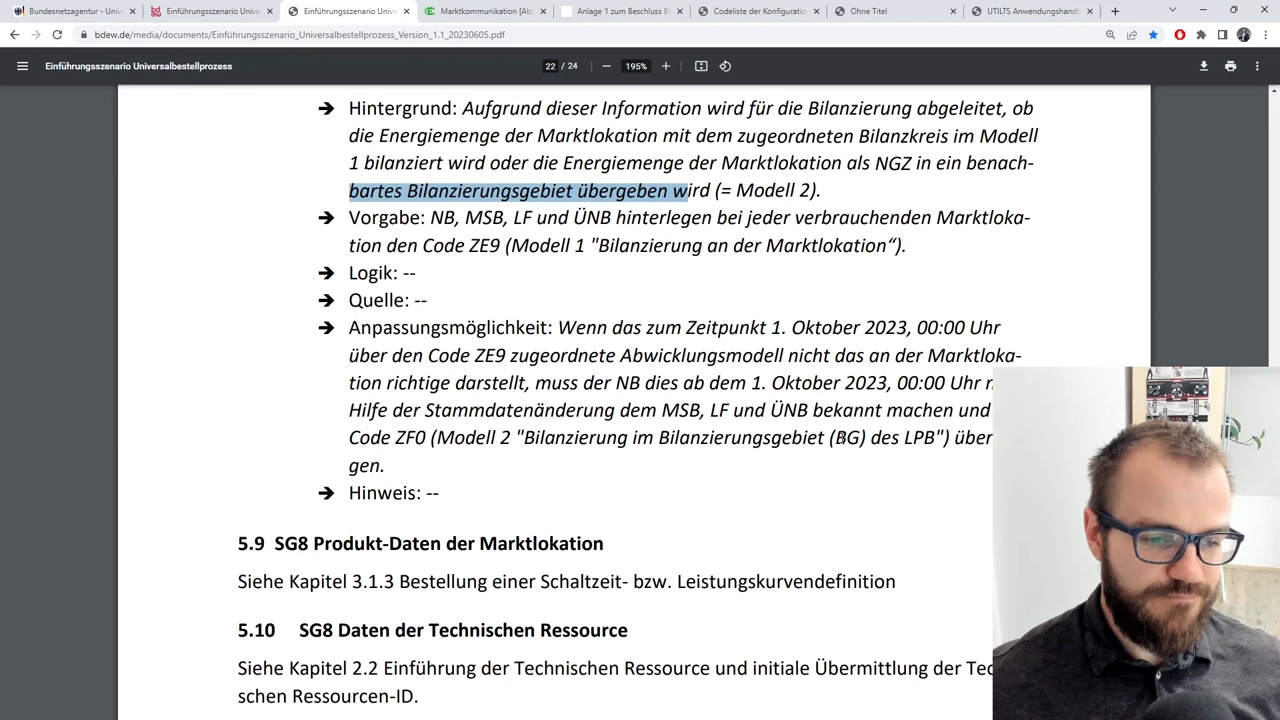 Bundesnetzagentur - Unive
Einführungsszenario Universalbe
Einführungsszenario Universalbe
Marktkommunikation [Abo
Anlage 1 zum Beschluss BK
Codeliste der Konfiguration
Ohne Titel
UTILTS Anwendungshandb
bdew.de/media/documents/Einführungsszenario_Universalbestellprozess_Version_1.1_20230605.pdf
Einführungsszenario Universalbestellprozess
22 / 24
195%
➔ Hintergrund: Aufgrund dieser Information wird für die Bilanzierung abgeleitet, ob
die Energiemenge der Marktlokation mit dem zugeordneten Bilanzkreis im Modell
1 bilanziert wird oder die Energiemenge der Marktlokation als NGZ in ein benach-
bartes Bilanzierungsgebiet übergeben wird (= Modell 2).
➔ Vorgabe: NB, MSB, LF und ÜNB hinterlegen bei jeder verbrauchenden Marktloka-
tion den Code ZE9 (Modell 1 "Bilanzierung an der Marktlokation“).
➔ Logik: --
➔ Quelle: --
➔ Anpassungsmöglichkeit: Wenn das zum Zeitpunkt 1. Oktober 2023, 00:00 Uhr
über den Code ZE9 zugeordnete Abwicklungsmodell nicht das an der Marktloka-
tion richtige darstellt, muss der NB dies ab dem 1. Oktober 2023, 00:00 Uhr
Hilfe der Stammdatenänderung dem MSB, LF und ÜNB bekannt machen und
Code ZF0 (Modell 2 "Bilanzierung im Bilanzierungsgebiet (BG) des LPB") über
gen.
➔ Hinweis: --
5.9 SG8 Produkt-Daten der Marktlokation
Siehe Kapitel 3.1.3 Bestellung einer Schaltzeit- bzw. Leistungskurvendefinition
5.10 SG8 Daten der Technischen Ressource
Siehe Kapitel 2.2 Einführung der Technischen Ressource und initiale Übermittlung der Tec
schen Ressourcen-ID.